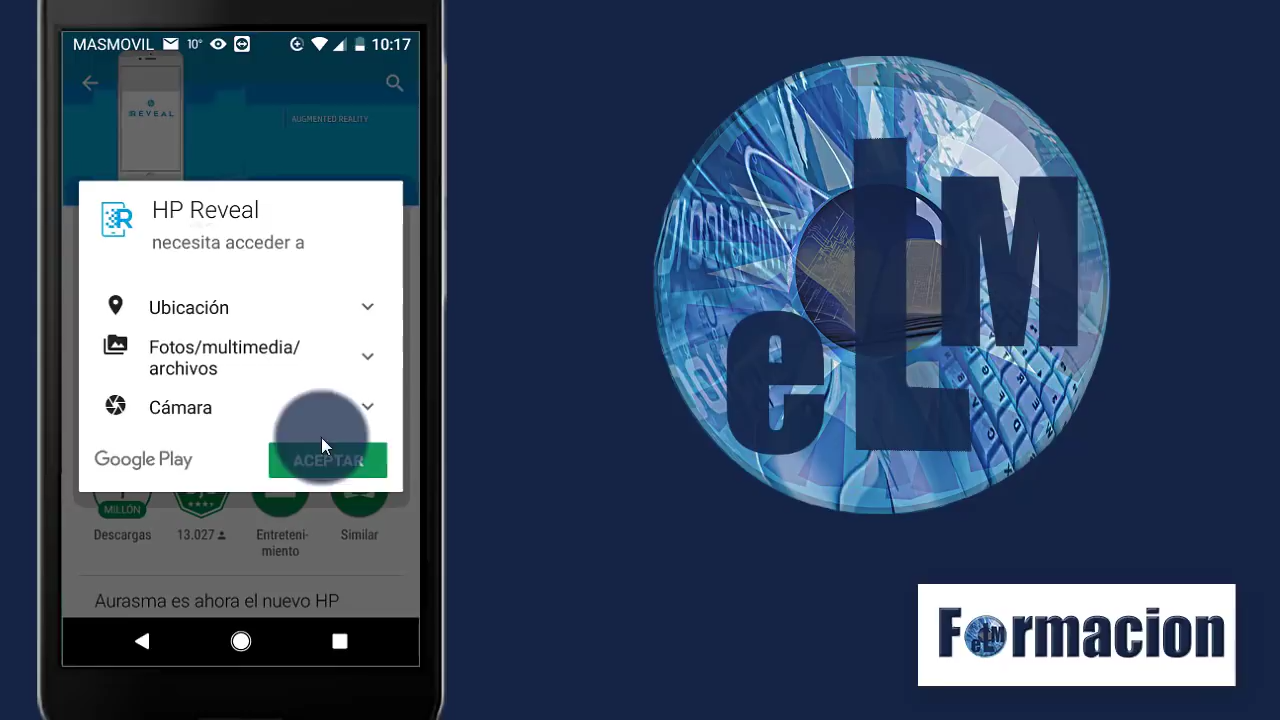 MASMOVIL 10° 10:17
REVEAL
AUGMENTED REALITY
HP Reveal
necesita acceder a
Ubicación
Fotos/multimedia/
archivos
Cámara
Google Play
ACEPTAR
MILLÓN
Descargas
13.027
Entreteni-
miento
Similar
Aurasma es ahora el nuevo HP
eLM
Formacion